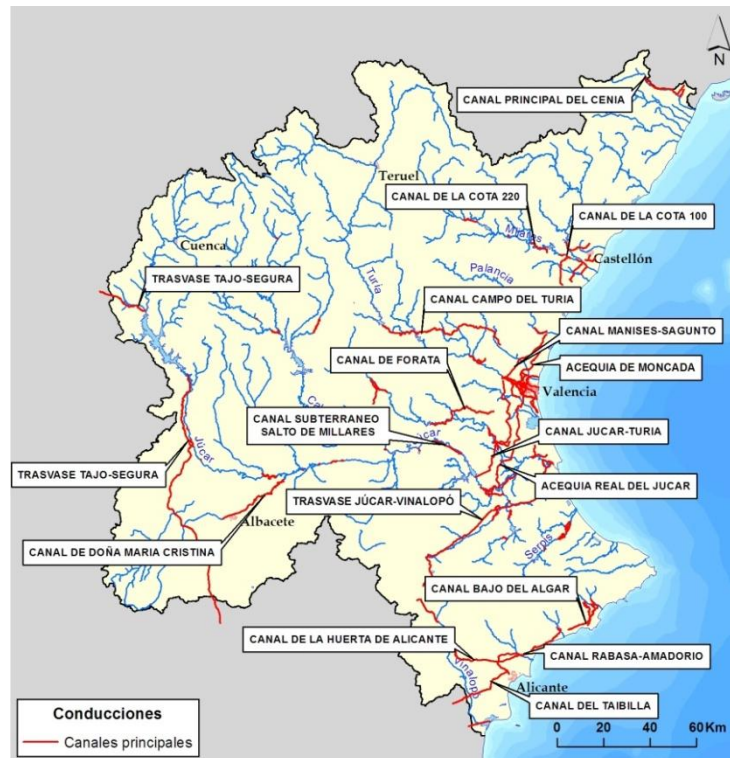 N
CANAL PRINCIPAL DEL CENIA
Teruel
CANAL DE LA COTA 220
CANAL DE LA COTA 100
Mijares
Cuenca
Castellón
Palancia
TRASVASE TAJO-SEGURA
Turia
CANAL CAMPO DEL TURIA
CANAL MANISES-SAGUNTO
CANAL DE FORATA
ACEQUIA DE MONCADA
Valencia
CANAL SUBTERRANEO
SALTO DE MILLARES
Júcar
CANAL JUCAR-TURIA
TRASVASE TAJO-SEGURA
ACEQUIA REAL DEL JUCAR
TRASVASE JÚCAR-VINALOPÓ
Albacete
CANAL DE DOÑA MARIA CRISTINA
Serpis
CANAL BAJO DEL ALGAR
CANAL DE LA HUERTA DE ALICANTE
CANAL RABASA-AMADORIO
Vinalopó
Alicante
CANAL DEL TAIBILLA
Conducciones
Canales principales
0 20 40 60 Km